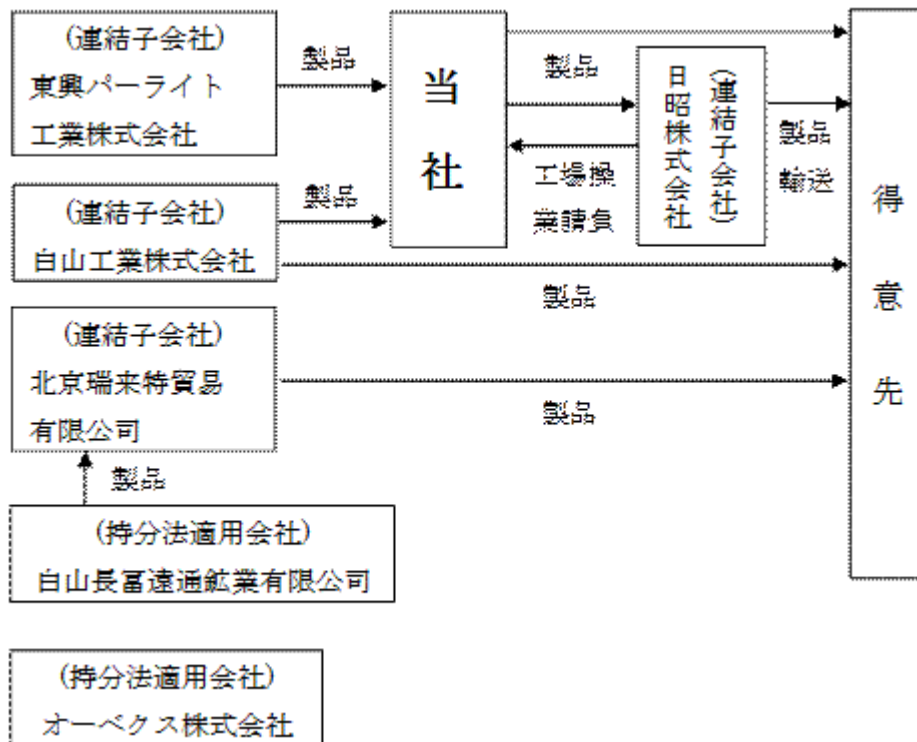 (連結子会社)
東興パーライト
工業株式会社
製品
当社
製品
工場操
業請負
(連結子会社)
日昭株式会社
製品
輸送
得意先
(連結子会社)
白山工業株式会社
製品
製品
(連結子会社)
北京瑞来特貿易
有限公司
製品
製品
(持分法適用会社)
白山長富遠通鉱業有限公司
(持分法適用会社)
オーベクス株式会社